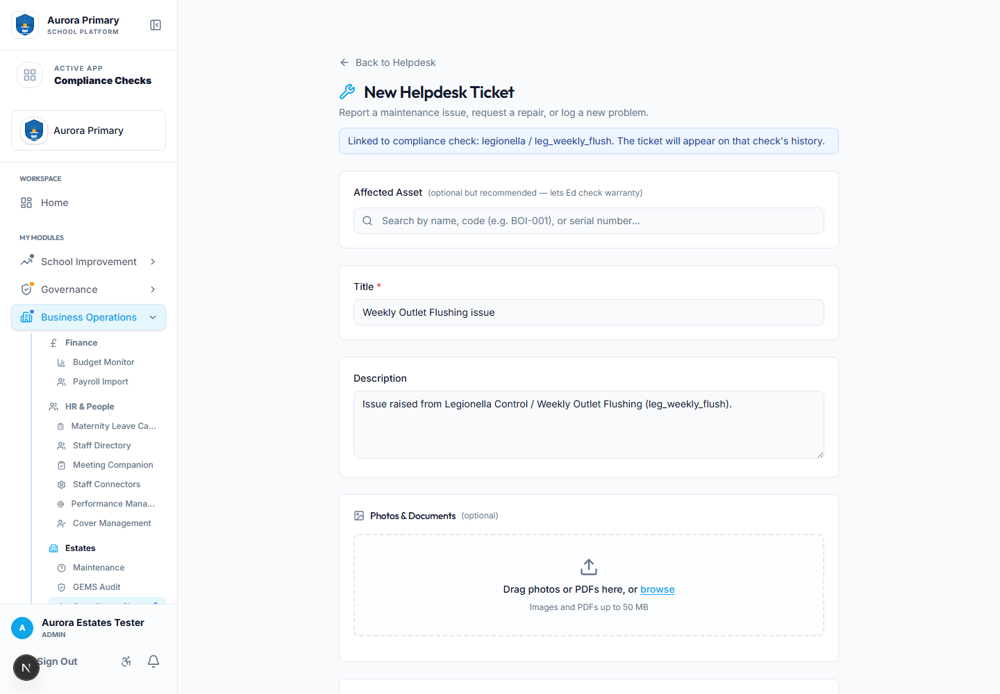 Aurora Primary
SCHOOL PLATFORM
ACTIVE APP
Compliance Checks
Aurora Primary
WORKSPACE
Home
MY MODULES
School Improvement
Governance
Business Operations
Finance
Budget Monitor
Payroll Import
HR & People
Maternity Leave Ca...
Staff Directory
Meeting Companion
Staff Connectors
Performance Mana...
Cover Management
Estates
Maintenance
GEMS Audit
Aurora Estates Tester
A
ADMIN
Sign Out
N
Back to Helpdesk
New Helpdesk Ticket
Report a maintenance issue, request a repair, or log a new problem.
Linked to compliance check: legionella / leg_weekly_flush. The ticket will appear on that check's history.
Affected Asset (optional but recommended — lets Ed check warranty)
Search by name, code (e.g. BOI-001), or serial number...
Title *
Weekly Outlet Flushing issue
Description
Issue raised from Legionella Control / Weekly Outlet Flushing (leg_weekly_flush).
Photos & Documents (optional)
Drag photos or PDFs here, or browse
Images and PDFs up to 50 MB